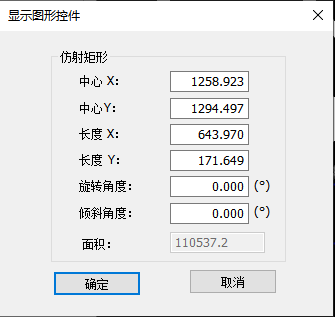 显示图形控件
仿射矩形
中心 X: 1258.923
中心Y: 1294.497
长度 X: 643.970
长度 Y: 171.649
旋转角度: 0.000 (°)
倾斜角度: 0.000 (°)
面积: 110537.2
确定 取消